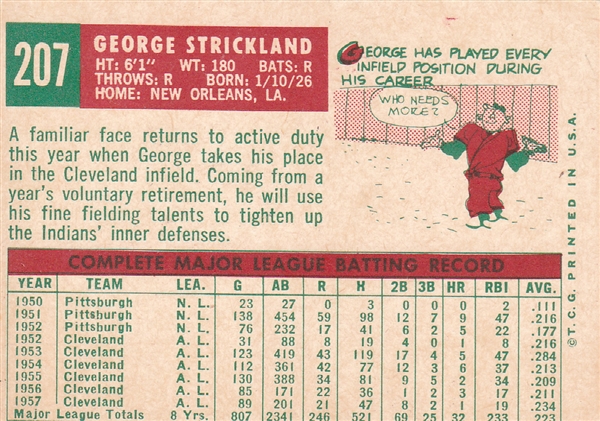 207
GEORGE STRICKLAND
HT: 6'1" WT: 180 BATS: R
THROWS: R BORN: 1/10/26
HOME: NEW ORLEANS, LA.
GEORGE HAS PLAYED EVERY
INFIELD POSITION DURING
HIS CAREER
WHO NEEDS
MORE?
A familiar face returns to active duty
this year when George takes his place
in the Cleveland infield. Coming from a
year's voluntary retirement, he will use
his fine fielding talents to tighten up
the Indians' inner defenses.
COMPLETE MAJOR LEAGUE BATTING RECORD
YEAR TEAM LEA. G AB R H 2B 3B HR RBI AVG.
1950 Pittsburgh N. L. 23 27 0 3 0 0 0 2 .111
1951 Pittsburgh N. L. 138 454 59 98 12 7 9 47 .216
1952 Pittsburgh N. L. 76 232 17 41 6 2 5 22 .177
1952 Cleveland A. L. 31 88 8 19 4 0 1 8 .216
1953 Cleveland A. L. 123 419 43 119 17 4 5 47 .284
1954 Cleveland A. L. 112 361 42 77 12 3 6 37 .213
1955 Cleveland A. L. 130 388 34 81 9 5 2 34 .209
1956 Cleveland A. L. 85 171 22 36 1 2 3 17 .211
1957 Cleveland A. L. 89 201 21 47 8 2 1 19 .234
Major League Totals 8 Yrs. 807 2341 246 521 69 25 32 233 .223
© T. C. G. PRINTED IN U.S.A.